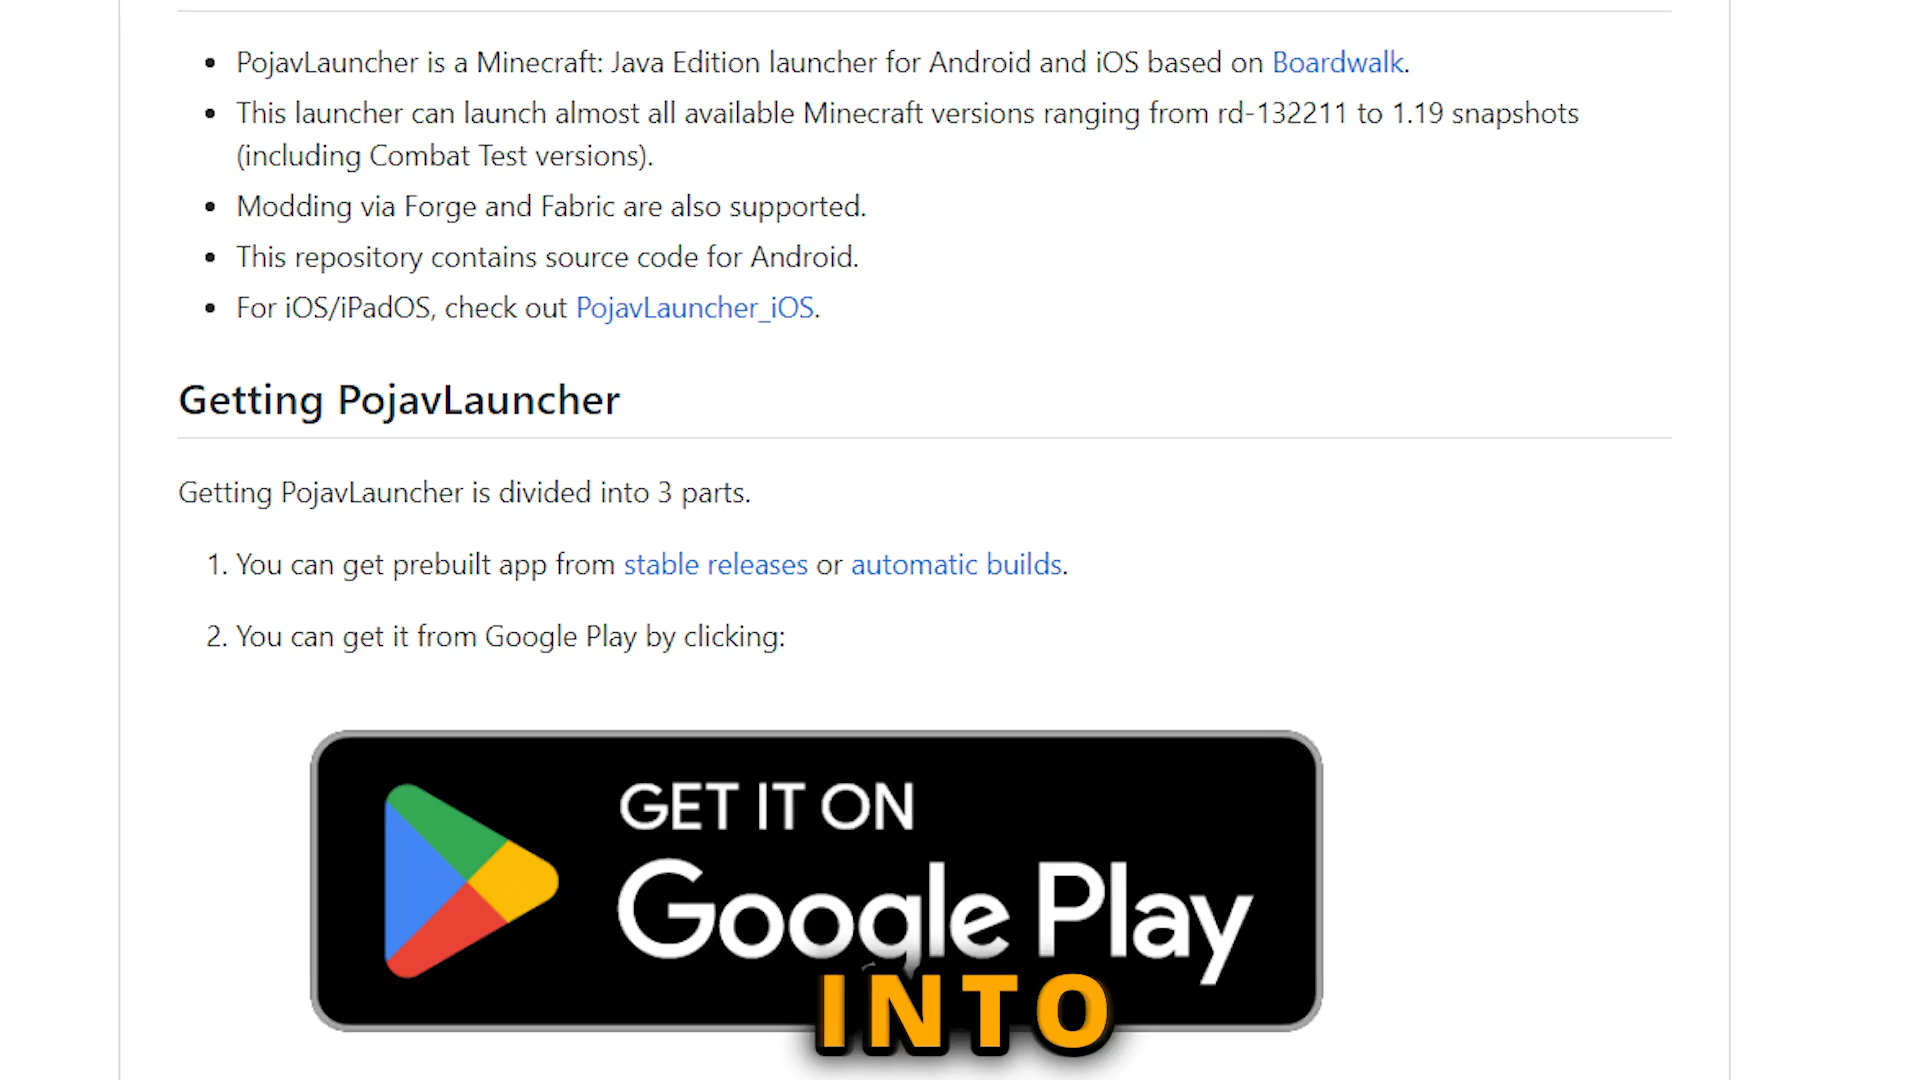 • PojavLauncher is a Minecraft: Java Edition launcher for Android and iOS based on Boardwalk.
• This launcher can launch almost all available Minecraft versions ranging from rd-132211 to 1.19 snapshots
(including Combat Test versions).
• Modding via Forge and Fabric are also supported.
• This repository contains source code for Android.
• For iOS/iPadOS, check out PojavLauncher_iOS.
Getting PojavLauncher
Getting PojavLauncher is divided into 3 parts.
1. You can get prebuilt app from stable releases or automatic builds.
2. You can get it from Google Play by clicking:
GET IT ON
Google Play
INTO